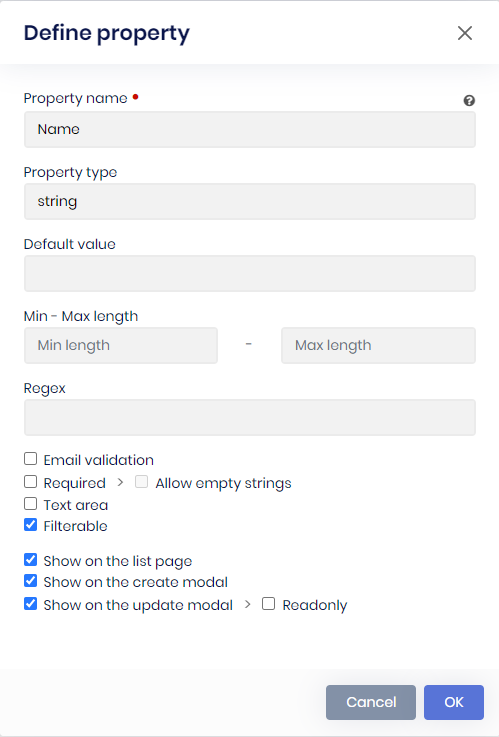 Define property
Property name •
Name
Property type
string
Default value
Min - Max length
Min length - Max length
Regex
Email validation
Required > Allow empty strings
Text area
Filterable
Show on the list page
Show on the create modal
Show on the update modal > Readonly
Cancel OK